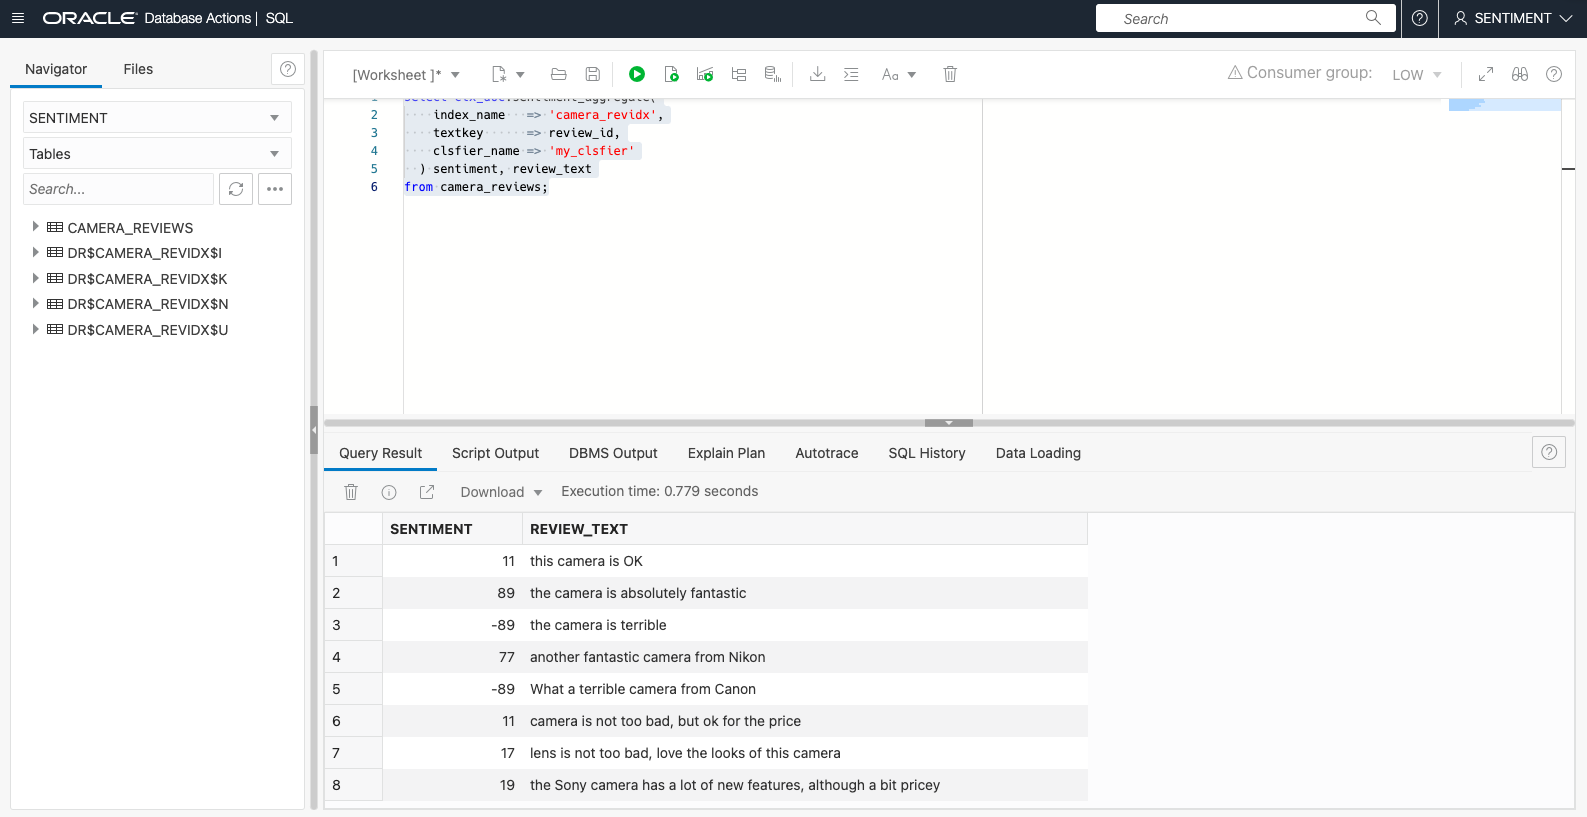 ORACLE Database Actions | SQL
Search
SENTIMENT
Navigator
Files
SENTIMENT
Tables
Search...
CAMERA_REVIEWS
DR$CAMERA_REVIDX$I
DR$CAMERA_REVIDX$K
DR$CAMERA_REVIDX$N
DR$CAMERA_REVIDX$U
[Worksheet ]*
Aa
Consumer group: LOW
1 select ctx_doc.sentiment_aggregate(
2 index_name => 'camera_revidx',
3 textkey => review_id,
4 clsfier_name => 'my_clsfier'
5 ) sentiment, review_text
6 from camera_reviews;
Query Result
Script Output
DBMS Output
Explain Plan
Autotrace
SQL History
Data Loading
Download
Execution time: 0.779 seconds
SENTIMENT REVIEW_TEXT
1 11 this camera is OK
2 89 the camera is absolutely fantastic
3 -89 the camera is terrible
4 77 another fantastic camera from Nikon
5 -89 What a terrible camera from Canon
6 11 camera is not too bad, but ok for the price
7 17 lens is not too bad, love the looks of this camera
8 19 the Sony camera has a lot of new features, although a bit pricey